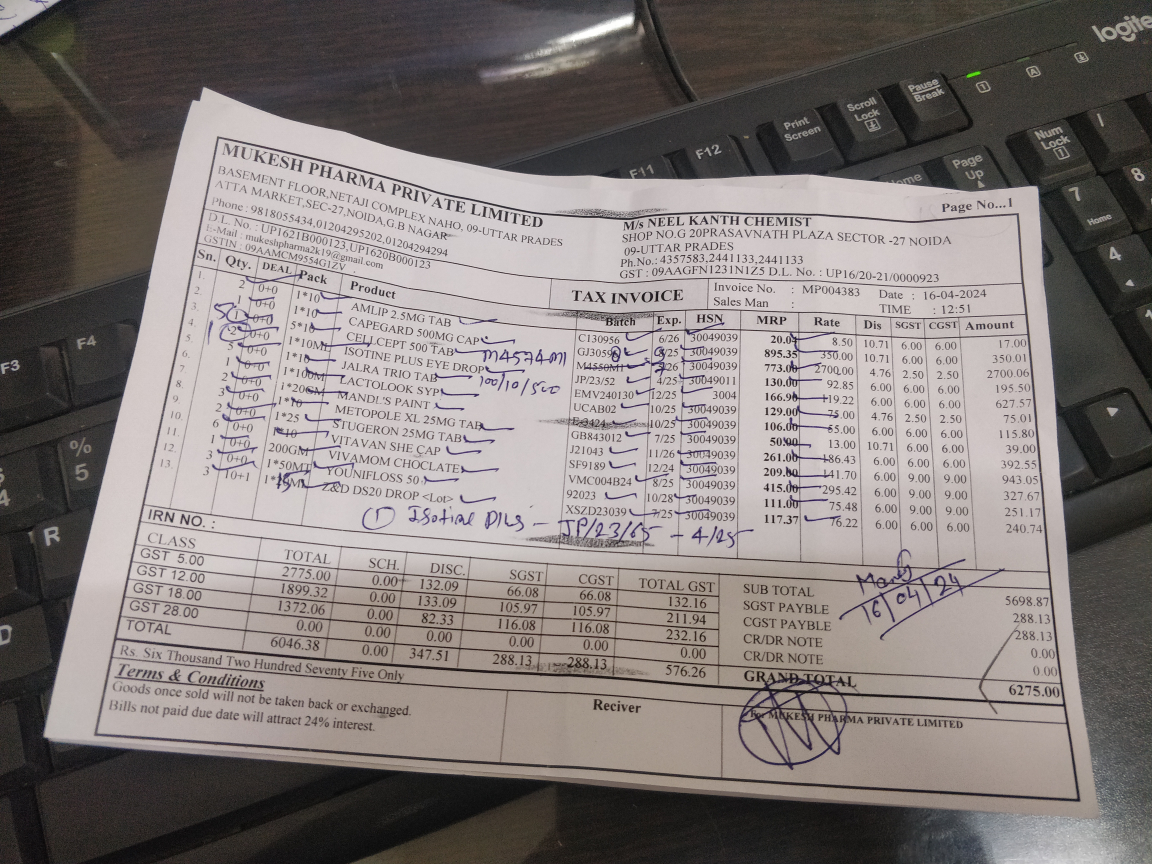 logite
Pause Break
Scroll Lock
Print Screen
F12
F11
Num Lock
Page Up
Home
7 Home
8
4
F4
F3
% 5
R
D
Page No...1
MUKESH PHARMA PRIVATE LIMITED
BASEMENT FLOOR,NETAJI COMPLEX NAHO, 09-UTTAR PRADES
ATTA MARKET,SEC-27,NOIDA,G.B NAGAR
Phone : 9818055434,01204295202,01204294294
D.L. No. : UP1621B000123,UP1620B000123
E-Mail : mukeshpharma2k19@gmail.com
GSTIN : 09AAMCM9554G1ZV
M/s NEEL KANTH CHEMIST
SHOP NO.G 20PRASAVNATH PLAZA SECTOR -27 NOIDA
09-UTTAR PRADES
Ph.No.: 4357583,2441133,2441133
GST : 09AAGFN1231N1Z5 D.L. No. : UP16/20-21/0000923
TAX INVOICE
Invoice No. : MP004383 Date : 16-04-2024
Sales Man : TIME : 12:51
Sn. Qty. DEAL Pack Product Batch Exp. HSN MRP Rate Dis SGST CGST Amount
1. 2 0+0 1*10 AMLIP 2.5MG TAB C130956 6/26 30049039 20.04 8.50 10.71 6.00 6.00 17.00
2. 1 0+0 1*10 CAPEGARD 500MG CAP 30049039 895.35 350.00 10.71 6.00 6.00 350.01
3. 1 0+0 5*10 CELLCEPT 500 TAB M4574M1 30049039 773.00 2700.00 4.76 2.50 2.50 2700.06
4. 2 0+0 1*10ML ISOTINE PLUS EYE DROP JP/23/52 4/25 30049011 130.00 92.85 6.00 6.00 6.00 195.50
5. 5 0+0 1*10 JALRA TRIO TAB 100/10/500 EMV240130 12/25 3004 166.90 119.22 6.00 6.00 6.00 627.57
6. 1 0+0 1*100M LACTOLOOK SYP UCAB02 10/25 30049039 129.00 75.00 4.76 2.50 2.50 75.01
7. 2 0+0 1*20GM MANDL'S PAINT E-3424 10/25 30049039 106.00 55.00 6.00 6.00 6.00 115.80
8. 3 0+0 1*10 METOPOLE XL 25MG TAB GB843012 7/25 30049039 50.00 13.00 10.71 6.00 6.00 39.00
9. 2 0+0 1*25 STUGERON 25MG TAB J21043 11/26 30049039 261.00 186.43 6.00 6.00 6.00 392.55
10. 6 0+0 1*10 VITAVAN SHE CAP SF9189 12/24 30049039 209.00 141.70 6.00 9.00 9.00 943.05
11. 1 0+0 200GM VIVAMOM CHOCLATE VMC004B24 8/25 415.00 295.42 6.00 9.00 9.00 327.67
12. 3 0+0 1*50MT YOUNIFLOSS 50 92023 10/28 30049039 111.00 75.48 6.00 9.00 9.00 251.17
13. 3 10+1 Z&D DS20 DROP <Lot> XSZD23039 7/25 30049039 117.37 76.22 6.00 6.00 6.00 240.74
JP/23/65 - 4/25
IRN NO. :
CLASS TOTAL SCH. DISC. SGST CGST TOTAL GST
GST 5.00 2775.00 0.00 132.09 66.08 66.08 132.16
GST 12.00 1899.32 0.00 133.09 105.97 105.97 211.94
GST 18.00 1372.06 0.00 82.33 116.08 116.08 232.16
GST 28.00 0.00 0.00 0.00 0.00 0.00 0.00
TOTAL 6046.38 0.00 347.51 288.13 288.13 576.26
SUB TOTAL 5698.87
SGST PAYABLE 288.13
CGST PAYABLE 288.13
CR/DR NOTE 0.00
CR/DR NOTE 0.00
GRAND TOTAL 6275.00
16/04/24
Rs. Six Thousand Two Hundred Seventy Five Only
Terms & Conditions
Goods once sold will not be taken back or exchanged.
Bills not paid due date will attract 24% interest.
Reciver
For MUKESH PHARMA PRIVATE LIMITED